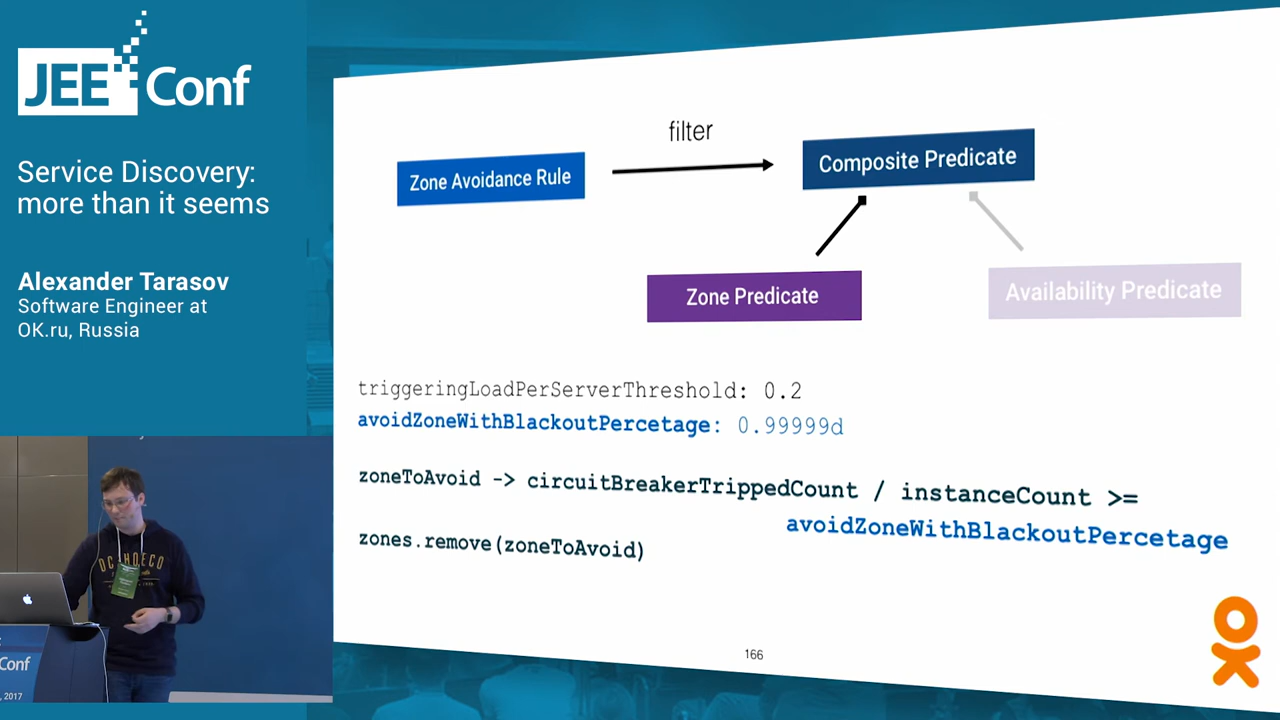 JEE Conf
Service Discovery:
more than it seems
Alexander Tarasov
Software Engineer at
OK.ru, Russia
filter
Zone Avoidance Rule
Composite Predicate
Zone Predicate
Availability Predicate
triggeringLoadPerServerThreshold: 0.2
avoidZoneWithBlackoutPercetage: 0.99999d
zoneToAvoid -> circuitBreakerTrippedCount / instanceCount >=
avoidZoneWithBlackoutPercetage
zones.remove(zoneToAvoid)
166
Conf
, 2017